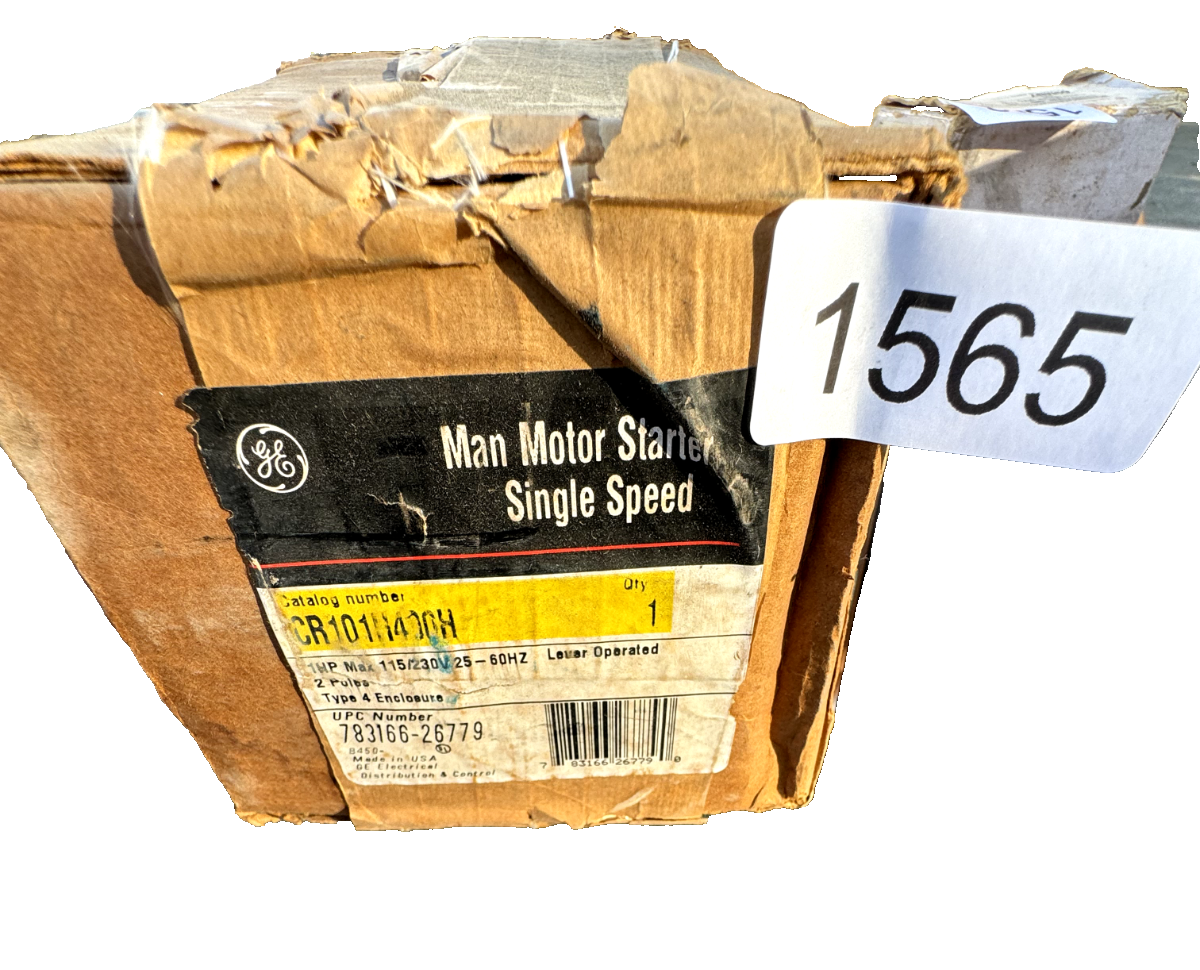 1565
GE
Man Motor Starter
Single Speed
Catalog number
Qty
CR101H400H
1
1HP Max 115/230V 25-60HZ Lever Operated
2 Poles
Type 4 Enclosure
UPC Number
783166-26779
8450-
UL
Made in USA
GE Electrical
Distribution & Control
7 83166 26779 0